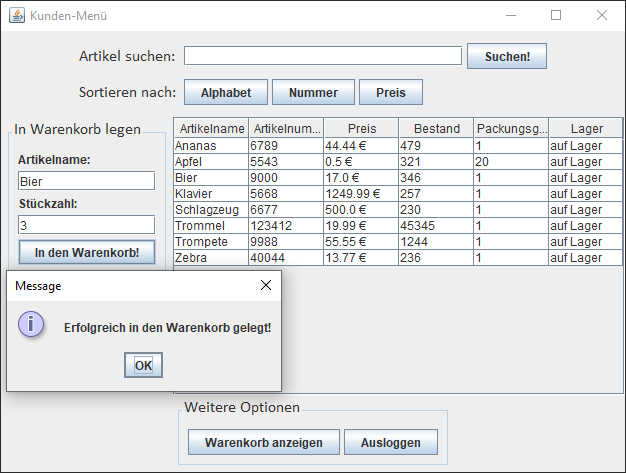 Kunden-Menü
Artikel suchen:
Suchen!
Sortieren nach:
Alphabet
Nummer
Preis
In Warenkorb legen
Artikelname:
Bier
Stückzahl:
3
In den Warenkorb!
Artikelname Artikelnum... Preis Bestand Packungsg... Lager
Ananas 6789 44.44 € 479 1 auf Lager
Apfel 5543 0.5 € 321 20 auf Lager
Bier 9000 17.0 € 346 1 auf Lager
Klavier 5668 1249.99 € 257 1 auf Lager
Schlagzeug 6677 500.0 € 230 1 auf Lager
Trommel 123412 19.99 € 45345 1 auf Lager
Trompete 9988 55.55 € 1244 1 auf Lager
Zebra 40044 13.77 € 236 1 auf Lager
Message
Erfolgreich in den Warenkorb gelegt!
OK
Weitere Optionen
Warenkorb anzeigen
Ausloggen